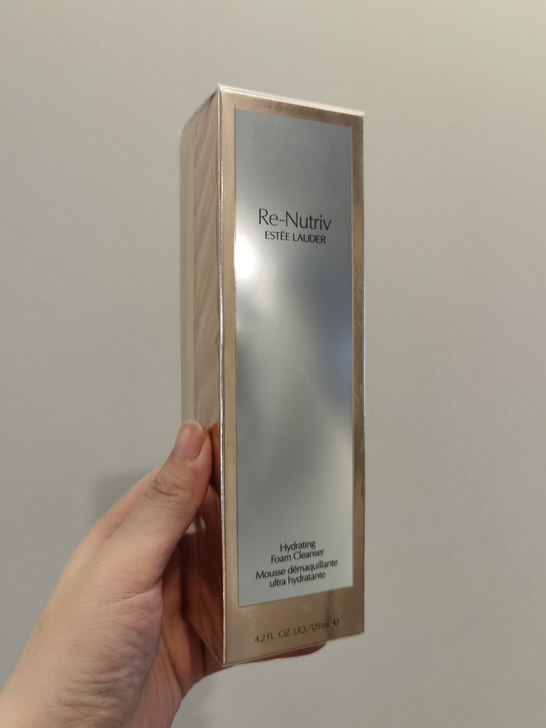 Re-Nutriv
ESTĒE LAUDER
Hydrating
Foam Cleanser
Mousse démaquillante
ultra hydratante
4.2 FL. OZ. LIQ./125 ml ℮